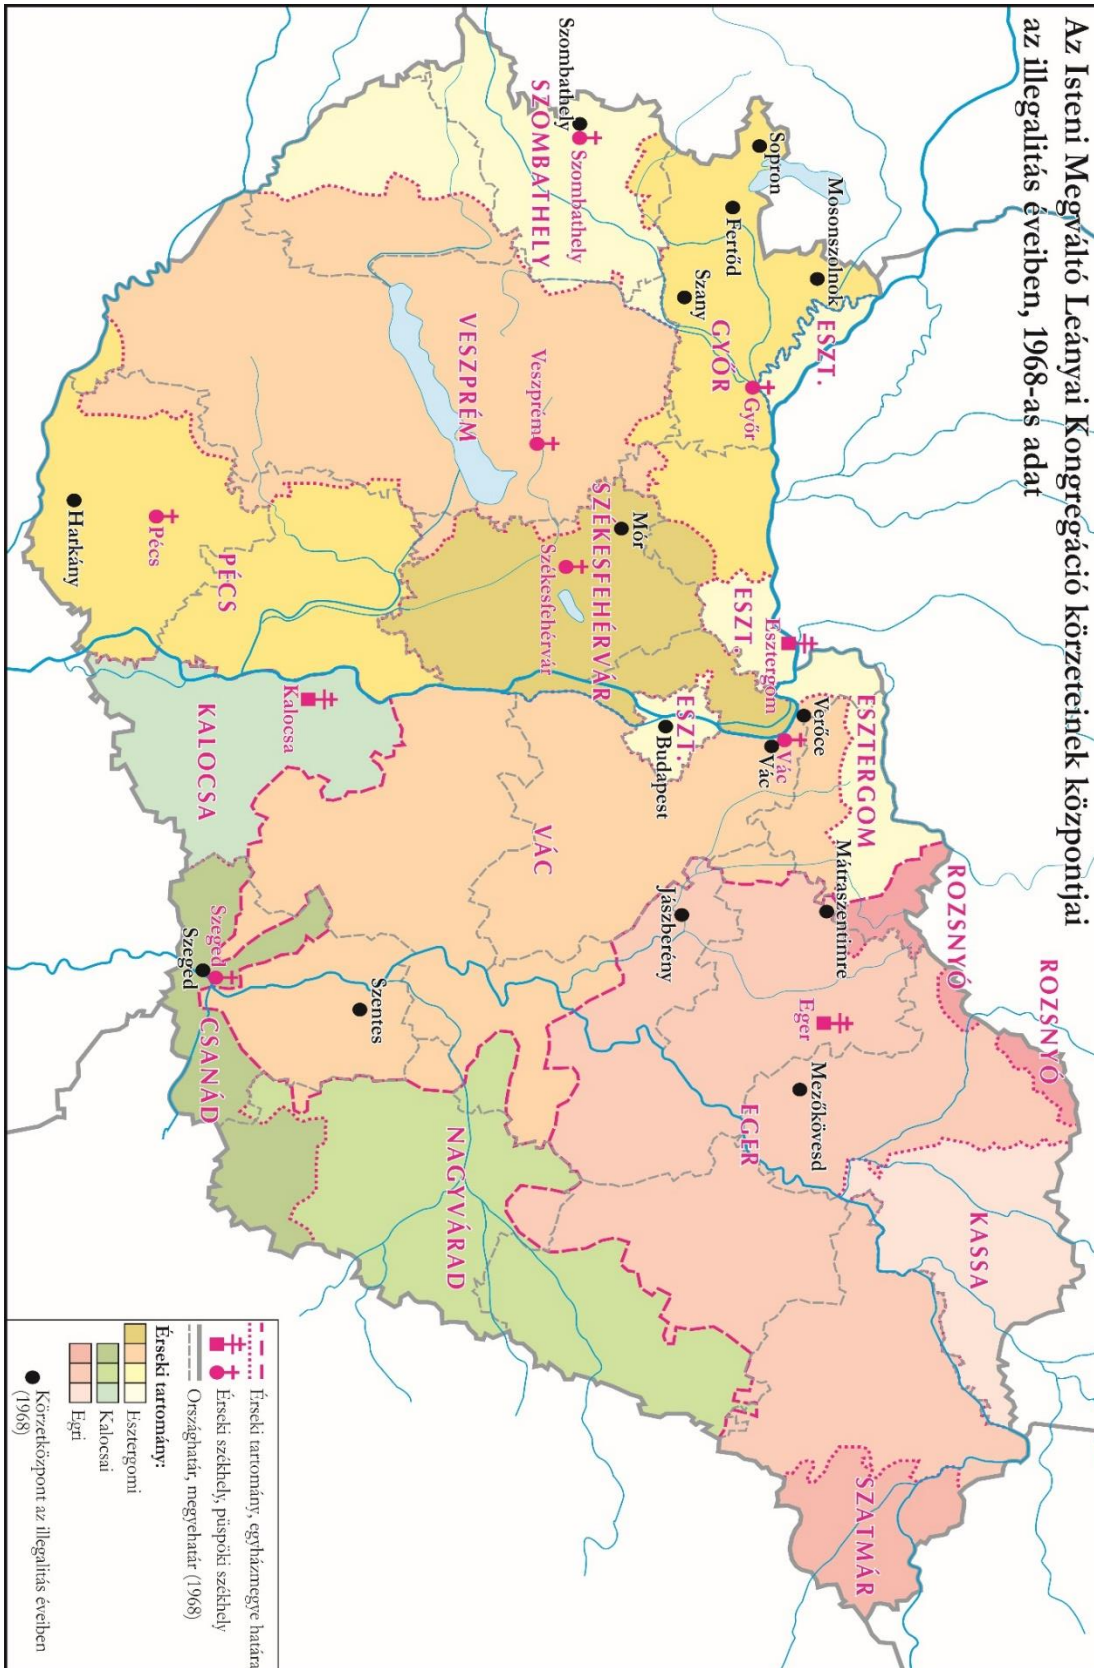 Az Isteni Megváltó Leányai Kongregáció körzeteinek központjai
az illegalitás éveiben, 1968-as adat
ROZSNYÓ
ROZSNYÓ
KASSA
SZATMÁR
ESZTERGOM
Mátraszentimre
Eger
Mezőkövesd
EGER
Mosonszolnok
ESZT.
Sopron
Fertőd
Szany
GYŐR
Győr
Esztergom
ESZT.
Verőce
Vác
Vác
ESZT.
Budapest
Jászberény
Szombathely
Szombathely
SZOMBATHELY
Mór
SZÉKESFEHÉRVÁR
Székesfehérvár
Veszprém
VESZPRÉM
VÁC
NAGYVÁRAD
Szentes
Kalocsa
KALOCSA
PÉCS
Pécs
Harkány
Szeged
Szeged
CSANÁD
Érseki tartomány, egyházmegye határa
Érseki székhely, püspöki székhely
Országhatár, megyehatár (1968)
Érseki tartomány:
Esztergomi
Kalocsai
Egri
Körzetközpont az illegalitás éveiben
(1968)